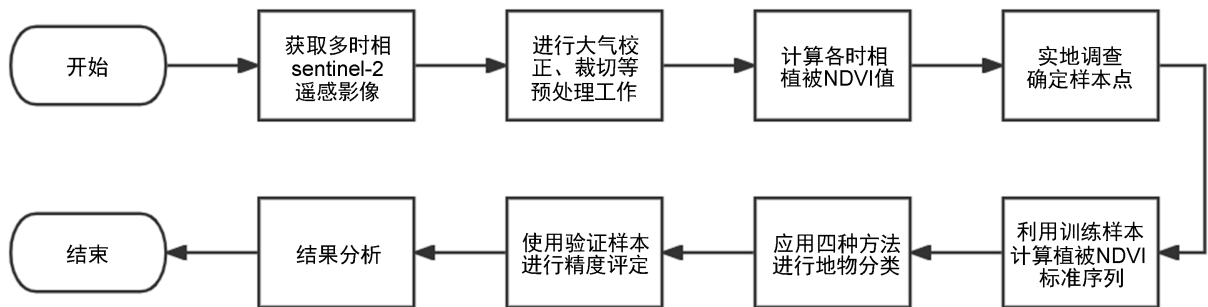 开始
获取多时相
sentinel-2
遥感影像
进行大气校
正、裁切等
预处理工作
计算各时相
植被NDVI值
实地调查
确定样本点
利用训练样本
计算植被NDVI
标准序列
应用四种方法
进行地物分类
使用验证样本
进行精度评定
结果分析
结束